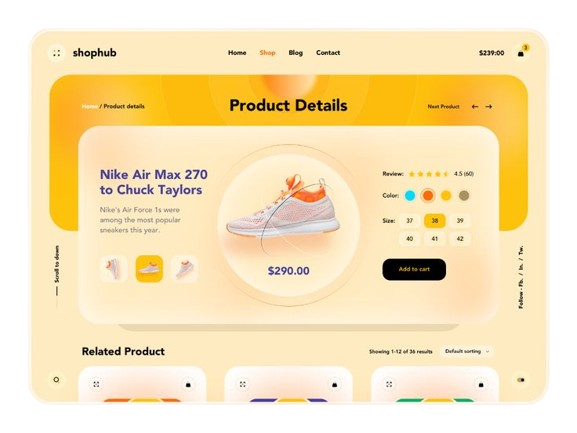 shophub
Home Shop Blog Contact
$239:00
3
Home / Product details
Product Details
Next Product
Nike Air Max 270
to Chuck Taylors
Nike's Air Force 1s were
among the most popular
sneakers this year.
$290.00
Review: 4.5 (60)
Color:
Size: 37 38 39
40 41 42
Add to cart
Scroll to down
Follow - Fb. / In. / Tw.
Related Product
Showing 1-12 of 36 results
Default sorting